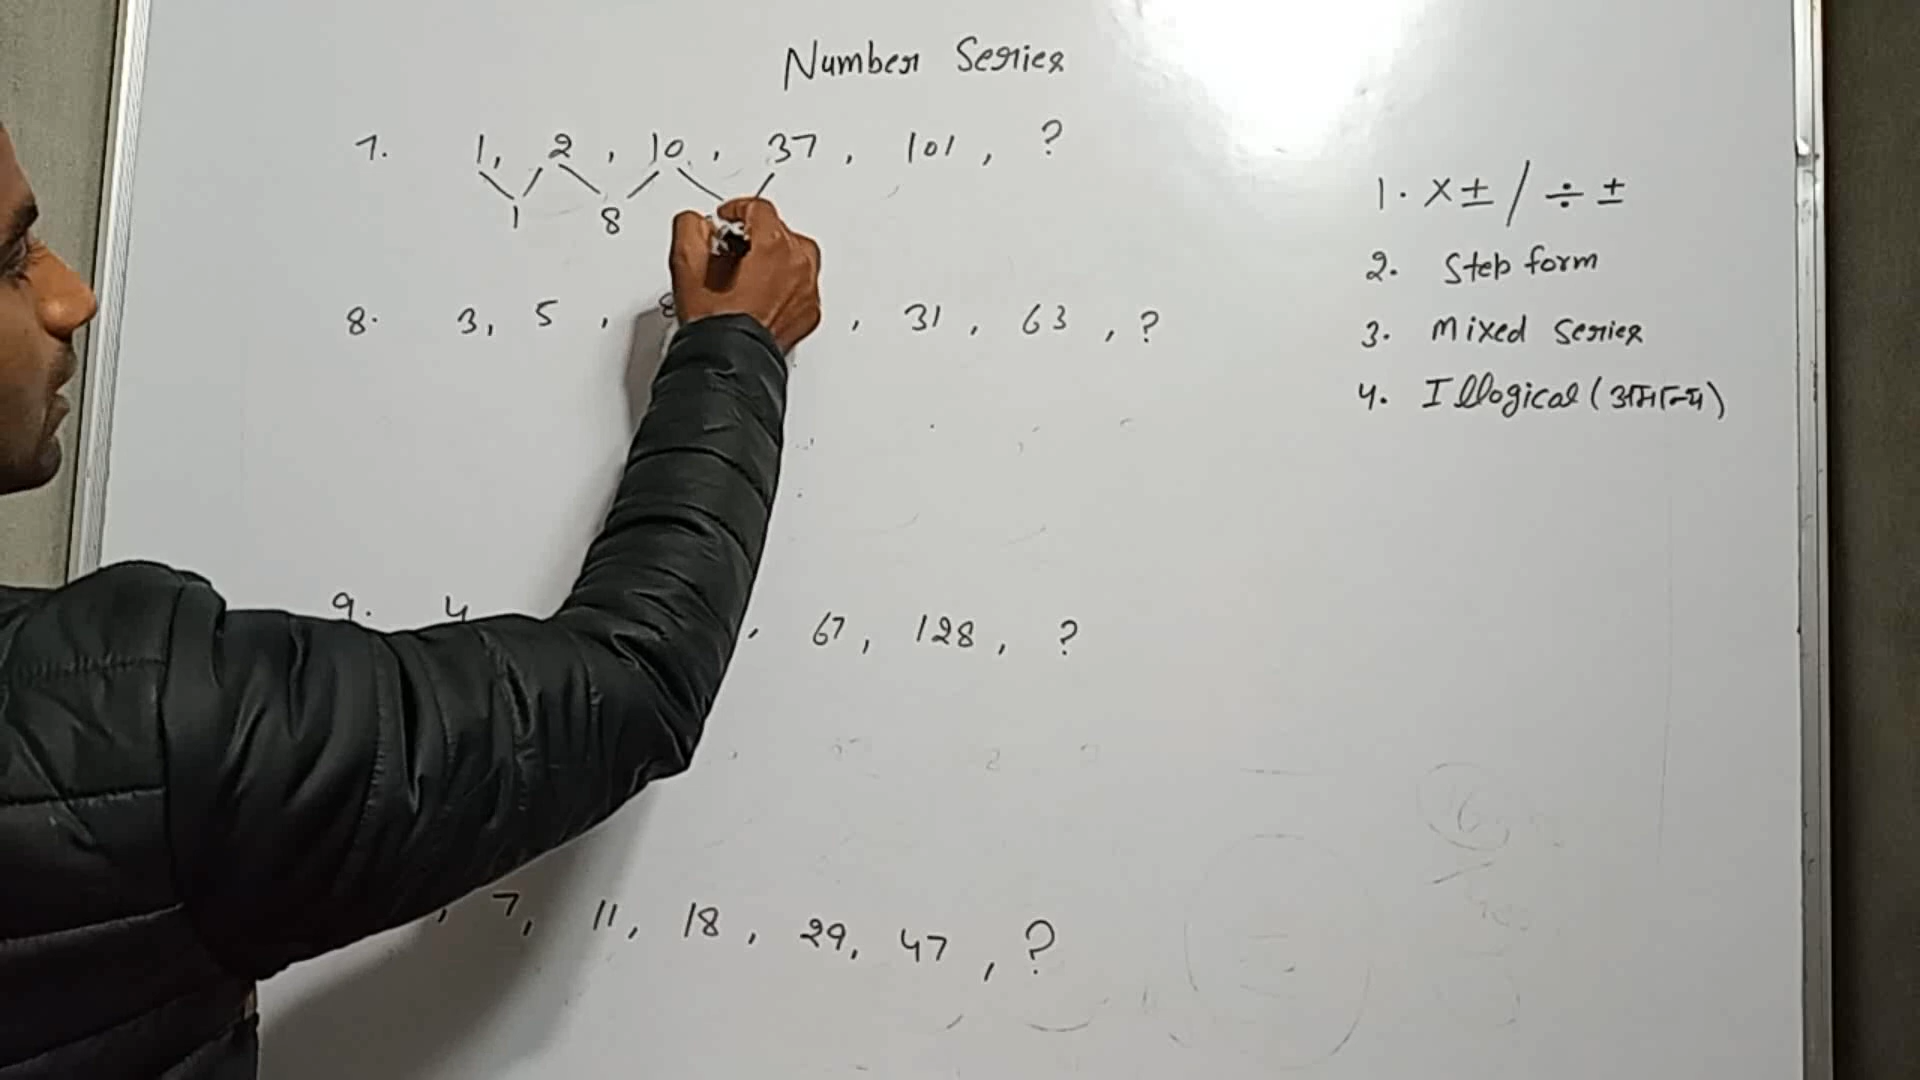 Number Series
7. 1, 2, 10, 37, 101, ?
1 8
8. 3, 5, 8 , 31, 63, ?
9. 4 , 67, 128, ?
, 7, 11, 18, 29, 47, ?
1. × ± / ÷ ±
2. Step form
3. Mixed Series
4. Illogical (अमान्य)